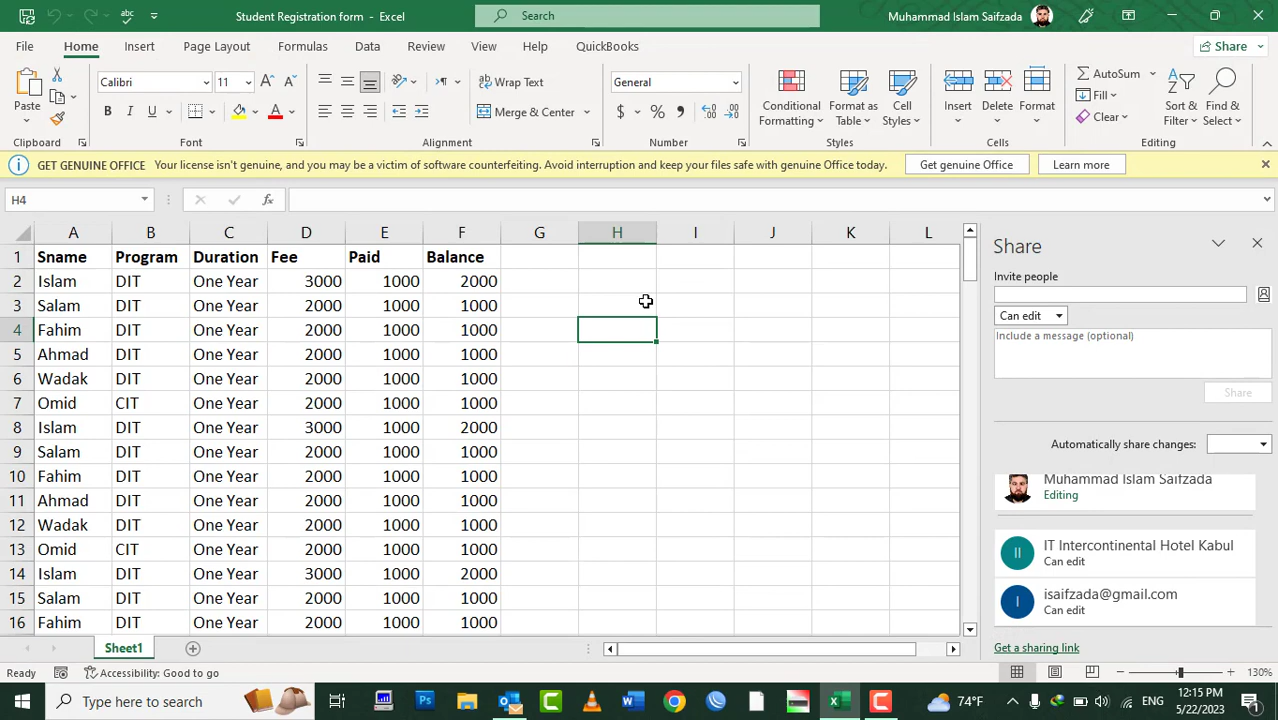 Student Registration form - Excel
Search
Muhammad Islam Saifzada
File Home Insert Page Layout Formulas Data Review View Help QuickBooks
Share
Paste
Calibri 11
Wrap Text
General
Merge & Center
Conditional Formatting
Format as Table
Cell Styles
Insert
Delete
Format
AutoSum
Fill
Clear
Sort & Filter
Find & Select
Clipboard Font Alignment Number Styles Cells Editing
GET GENUINE OFFICE Your license isn't genuine, and you may be a victim of software counterfeiting. Avoid interruption and keep your files safe with genuine Office today. Get genuine Office Learn more
H4
A B C D E F G H I J K L
1 Sname Program Duration Fee Paid Balance
2 Islam DIT One Year 3000 1000 2000
3 Salam DIT One Year 2000 1000 1000
4 Fahim DIT One Year 2000 1000 1000
5 Ahmad DIT One Year 2000 1000 1000
6 Wadak DIT One Year 2000 1000 1000
7 Omid CIT One Year 2000 1000 1000
8 Islam DIT One Year 3000 1000 2000
9 Salam DIT One Year 2000 1000 1000
10 Fahim DIT One Year 2000 1000 1000
11 Ahmad DIT One Year 2000 1000 1000
12 Wadak DIT One Year 2000 1000 1000
13 Omid CIT One Year 2000 1000 1000
14 Islam DIT One Year 3000 1000 2000
15 Salam DIT One Year 2000 1000 1000
16 Fahim DIT One Year 2000 1000 1000
Share
Invite people
Can edit
Include a message (optional)
Share
Automatically share changes:
Muhammad Islam Saifzada
Editing
II
IT Intercontinental Hotel Kabul
Can edit
I
isaifzada@gmail.com
Can edit
Get a sharing link
Sheet1
Ready Accessibility: Good to go 130%
Type here to search
74°F
ENG
12:15 PM
5/22/2023
1